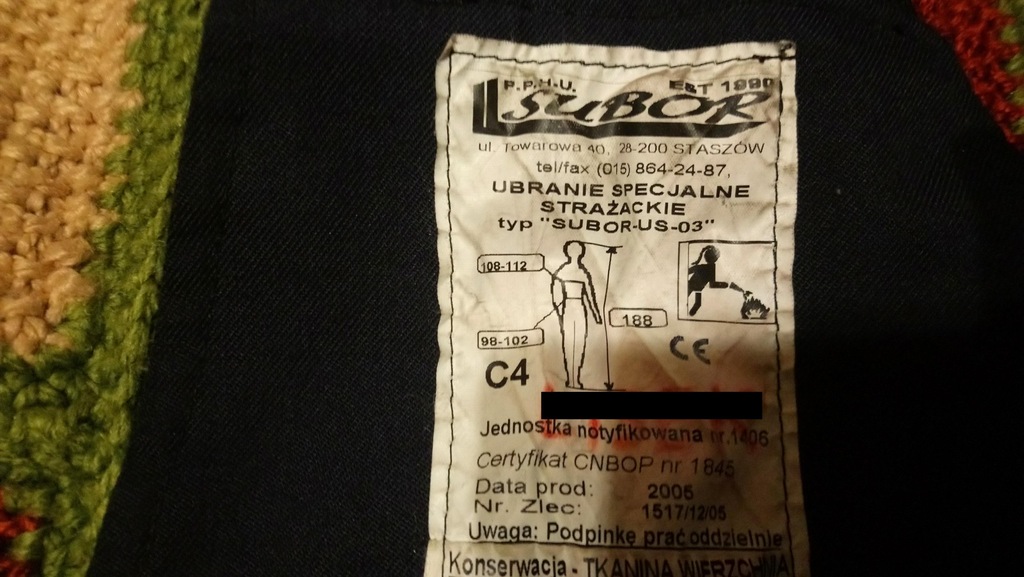 P.P.H.U. EST 1990
SUBOR
ul. Towarowa 40, 28-200 STASZÓW
tel/fax (015) 864-24-87,
UBRANIE SPECJALNE
STRAŻACKIE
typ "SUBOR-US-03"
108-112
188
98-102
CE
C4
Jednostka notyfikowana nr.1406
Certyfikat CNBOP nr 1845
Data prod: 2005
Nr. Zlec: 1517/12/05
Uwaga: Podpinkę prać oddzielnie
Konserwacja - TKANINA WIERZCHNIA